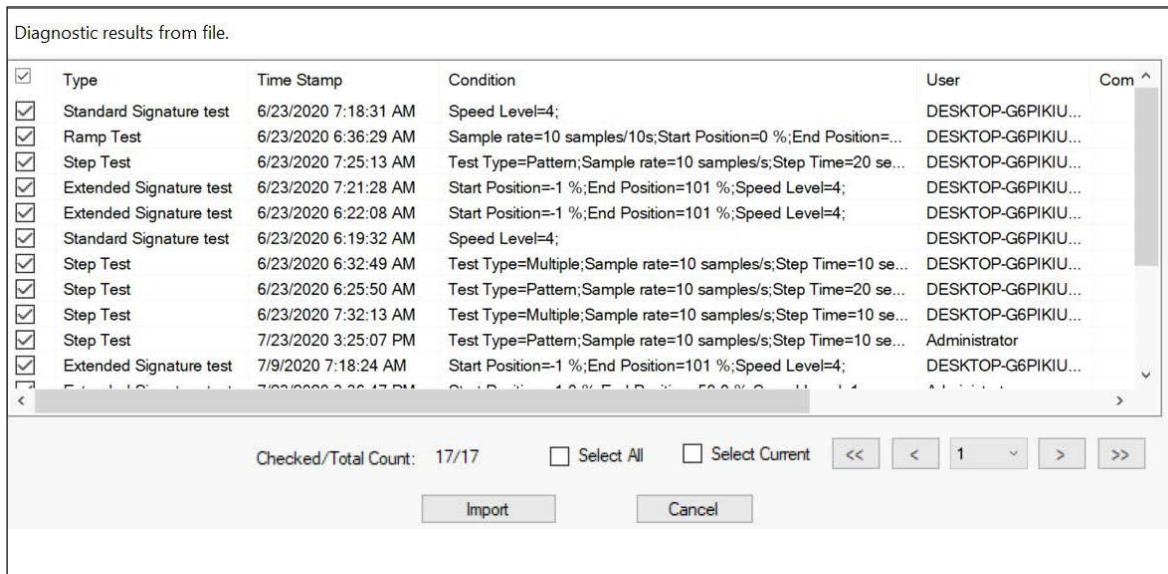 Diagnostic results from file.
Type Time Stamp Condition User Com
Standard Signature test 6/23/2020 7:18:31 AM Speed Level=4; DESKTOP-G6PIKIU...
Ramp Test 6/23/2020 6:36:29 AM Sample rate=10 samples/10s;Start Position=0 %;End Position=... DESKTOP-G6PIKIU...
Step Test 6/23/2020 7:25:13 AM Test Type=Pattern;Sample rate=10 samples/s;Step Time=20 se... DESKTOP-G6PIKIU...
Extended Signature test 6/23/2020 7:21:28 AM Start Position=-1 %;End Position=101 %;Speed Level=4; DESKTOP-G6PIKIU...
Extended Signature test 6/23/2020 6:22:08 AM Start Position=-1 %;End Position=101 %;Speed Level=4; DESKTOP-G6PIKIU...
Standard Signature test 6/23/2020 6:19:32 AM Speed Level=4; DESKTOP-G6PIKIU...
Step Test 6/23/2020 6:32:49 AM Test Type=Multiple;Sample rate=10 samples/s;Step Time=10 se... DESKTOP-G6PIKIU...
Step Test 6/23/2020 6:25:50 AM Test Type=Pattern;Sample rate=10 samples/s;Step Time=20 se... DESKTOP-G6PIKIU...
Step Test 6/23/2020 7:32:13 AM Test Type=Multiple;Sample rate=10 samples/s;Step Time=10 se... DESKTOP-G6PIKIU...
Step Test 7/23/2020 3:25:07 PM Test Type=Pattern;Sample rate=10 samples/s;Step Time=10 se... Administrator
Extended Signature test 7/9/2020 7:18:24 AM Start Position=-1 %;End Position=101 %;Speed Level=4; DESKTOP-G6PIKIU...
Checked/Total Count: 17/17 Select All Select Current << < 1 > >>
Import Cancel